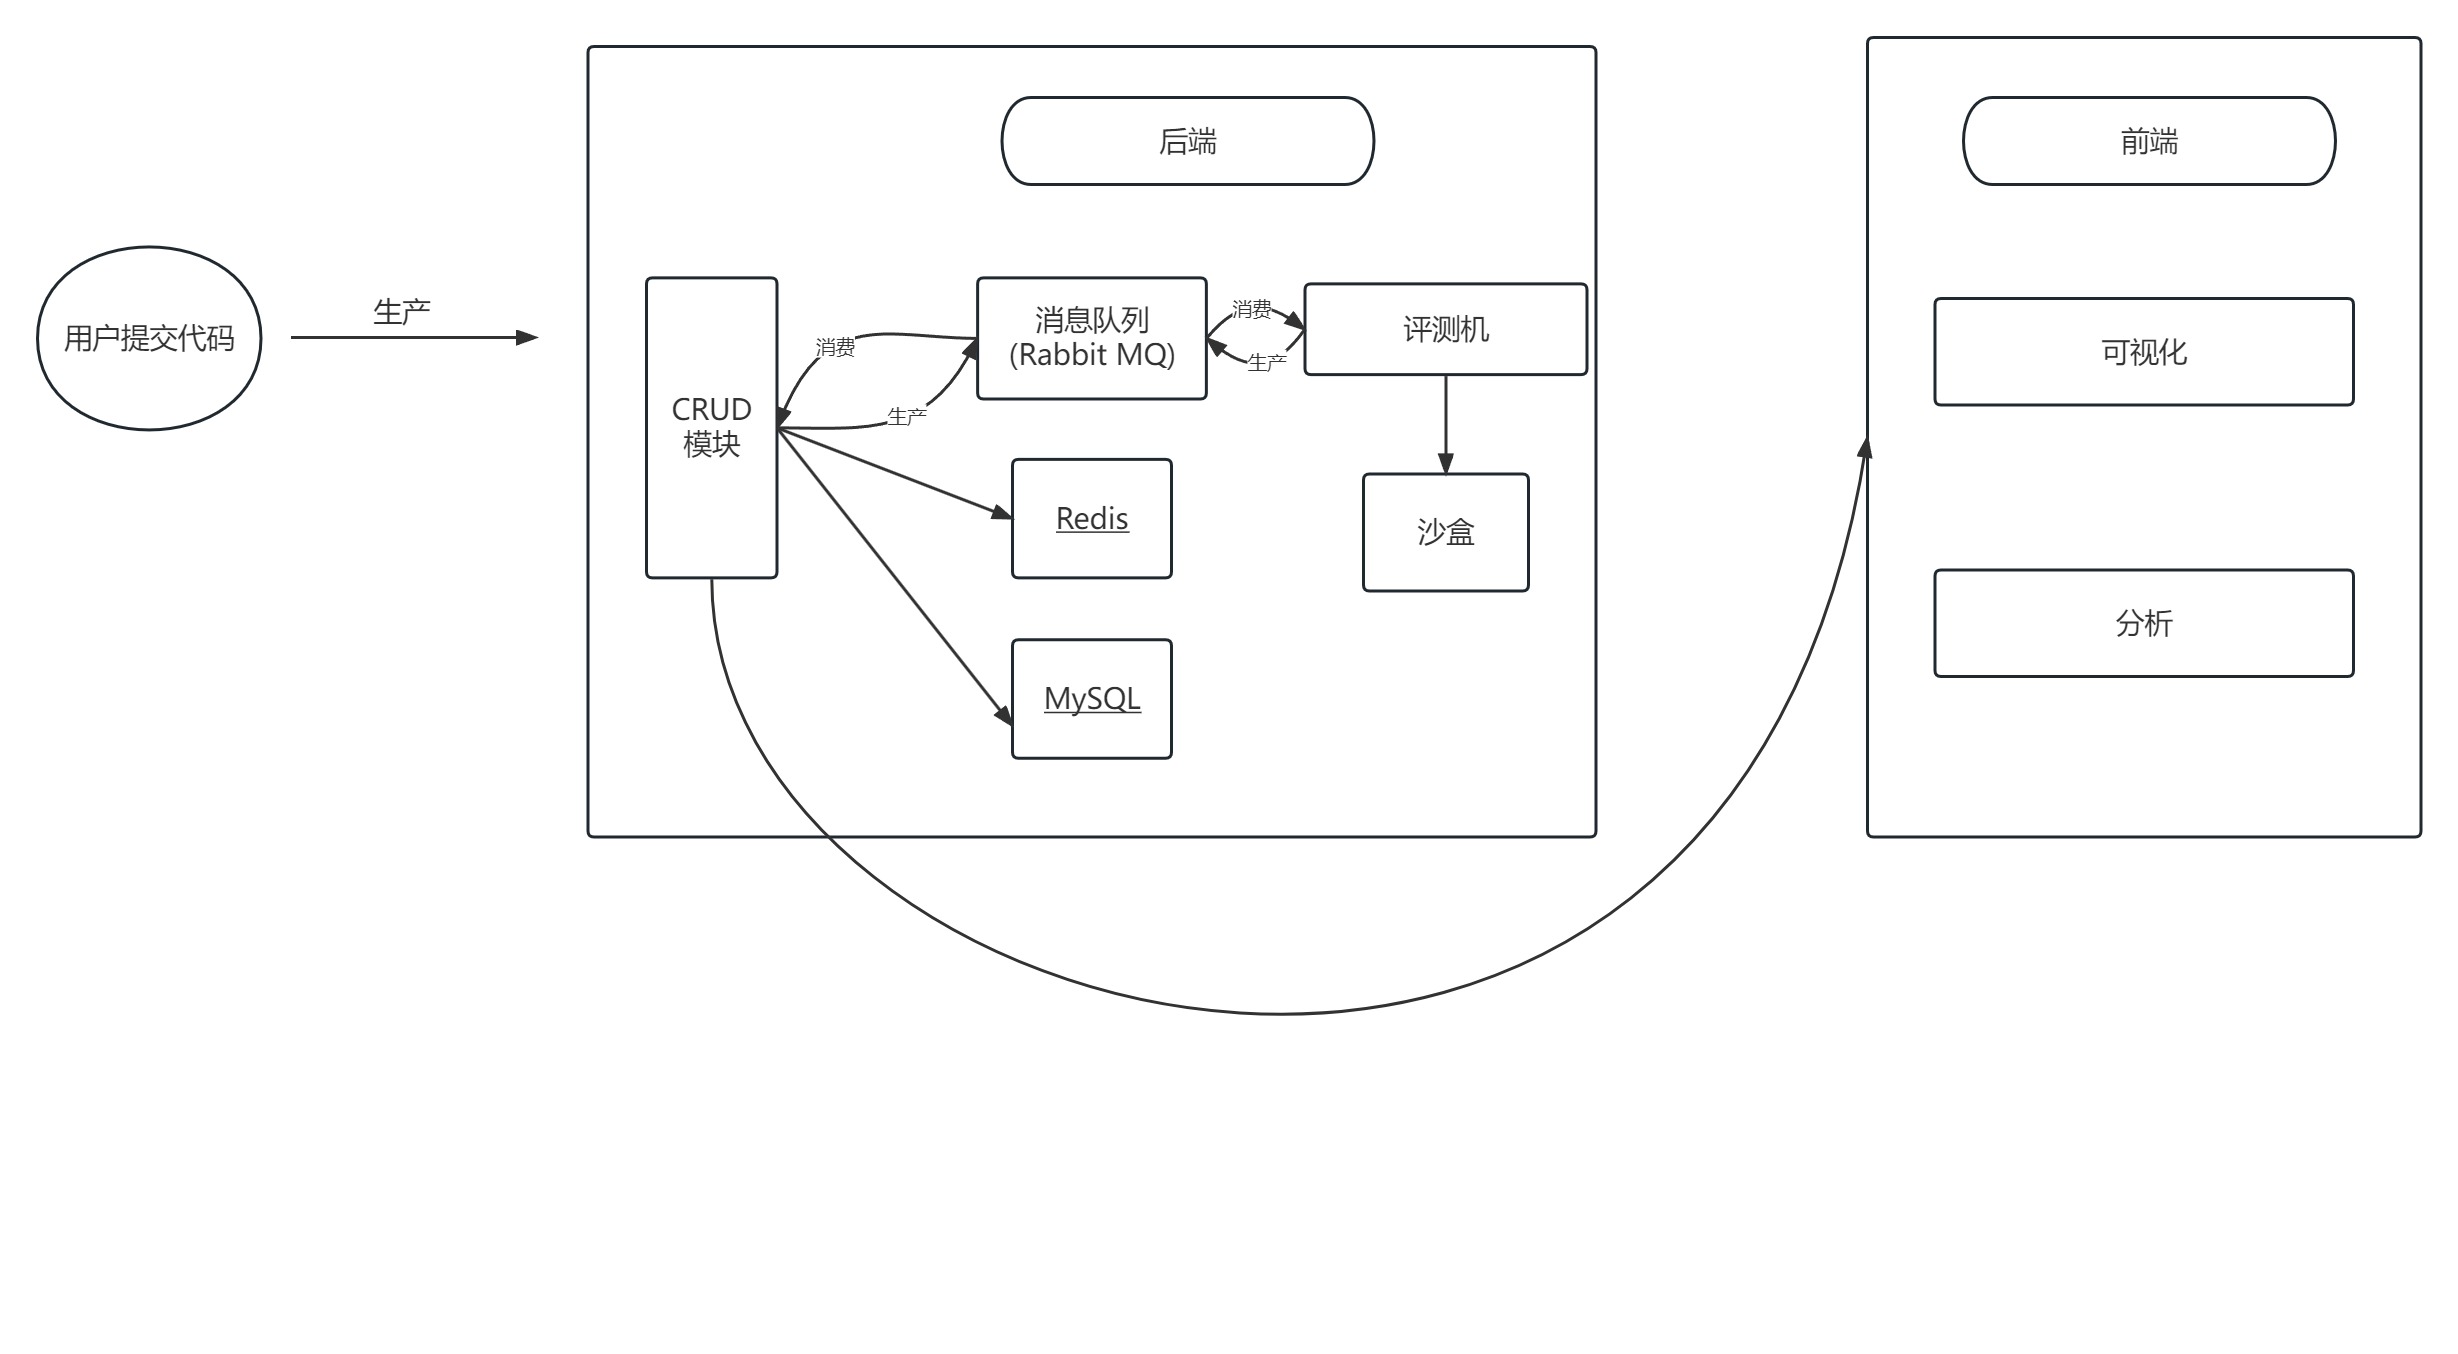 用户提交代码
生产
后端
CRUD
模块
消费
生产
消息队列
(Rabbit MQ)
消费
生产
评测机
Redis
沙盒
MySQL
前端
可视化
分析